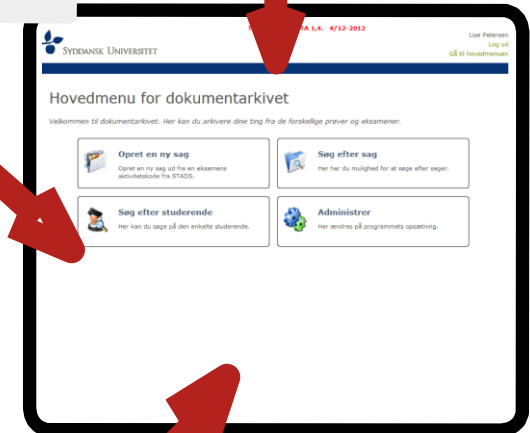 TA 1,4. 4/12-2012
Lise Petersen
Log ud
Gå til hovedmenuen
SYDDANSK UNIVERSITET
Hovedmenu for dokumentarkivet
Velkommen til dokumentarkivet. Her kan du arkivere dine ting fra de forskellige prøver og eksamener.
Opret en ny sag
Opret en ny sag ud fra en eksamens
aktivitetskode fra STADS.
Søg efter sag
Her har du mulighed for at søge efter sager.
Søg efter studerende
Her kan du søge på den enkelte studerende.
Administrer
Her ændres på programmets opsætning.